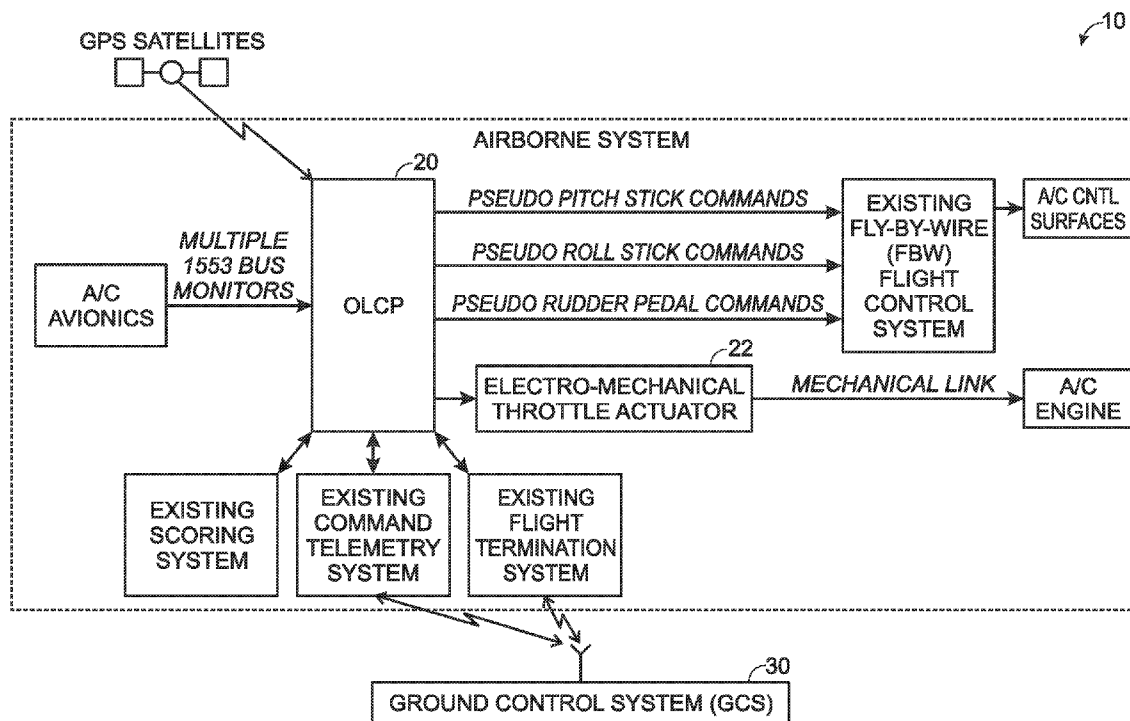 10
GPS SATELLITES
AIRBORNE SYSTEM
20
PSEUDO PITCH STICK COMMANDS
PSEUDO ROLL STICK COMMANDS
PSEUDO RUDDER PEDAL COMMANDS
EXISTING
FLY-BY-WIRE
(FBW)
FLIGHT
CONTROL
SYSTEM
A/C CNTL
SURFACES
A/C
AVIONICS
MULTIPLE
1553 BUS
MONITORS
OLCP
22
ELECTRO-MECHANICAL
THROTTLE ACTUATOR
MECHANICAL LINK
A/C
ENGINE
EXISTING
SCORING
SYSTEM
EXISTING
COMMAND
TELEMETRY
SYSTEM
EXISTING
FLIGHT
TERMINATION
SYSTEM
30
GROUND CONTROL SYSTEM (GCS)